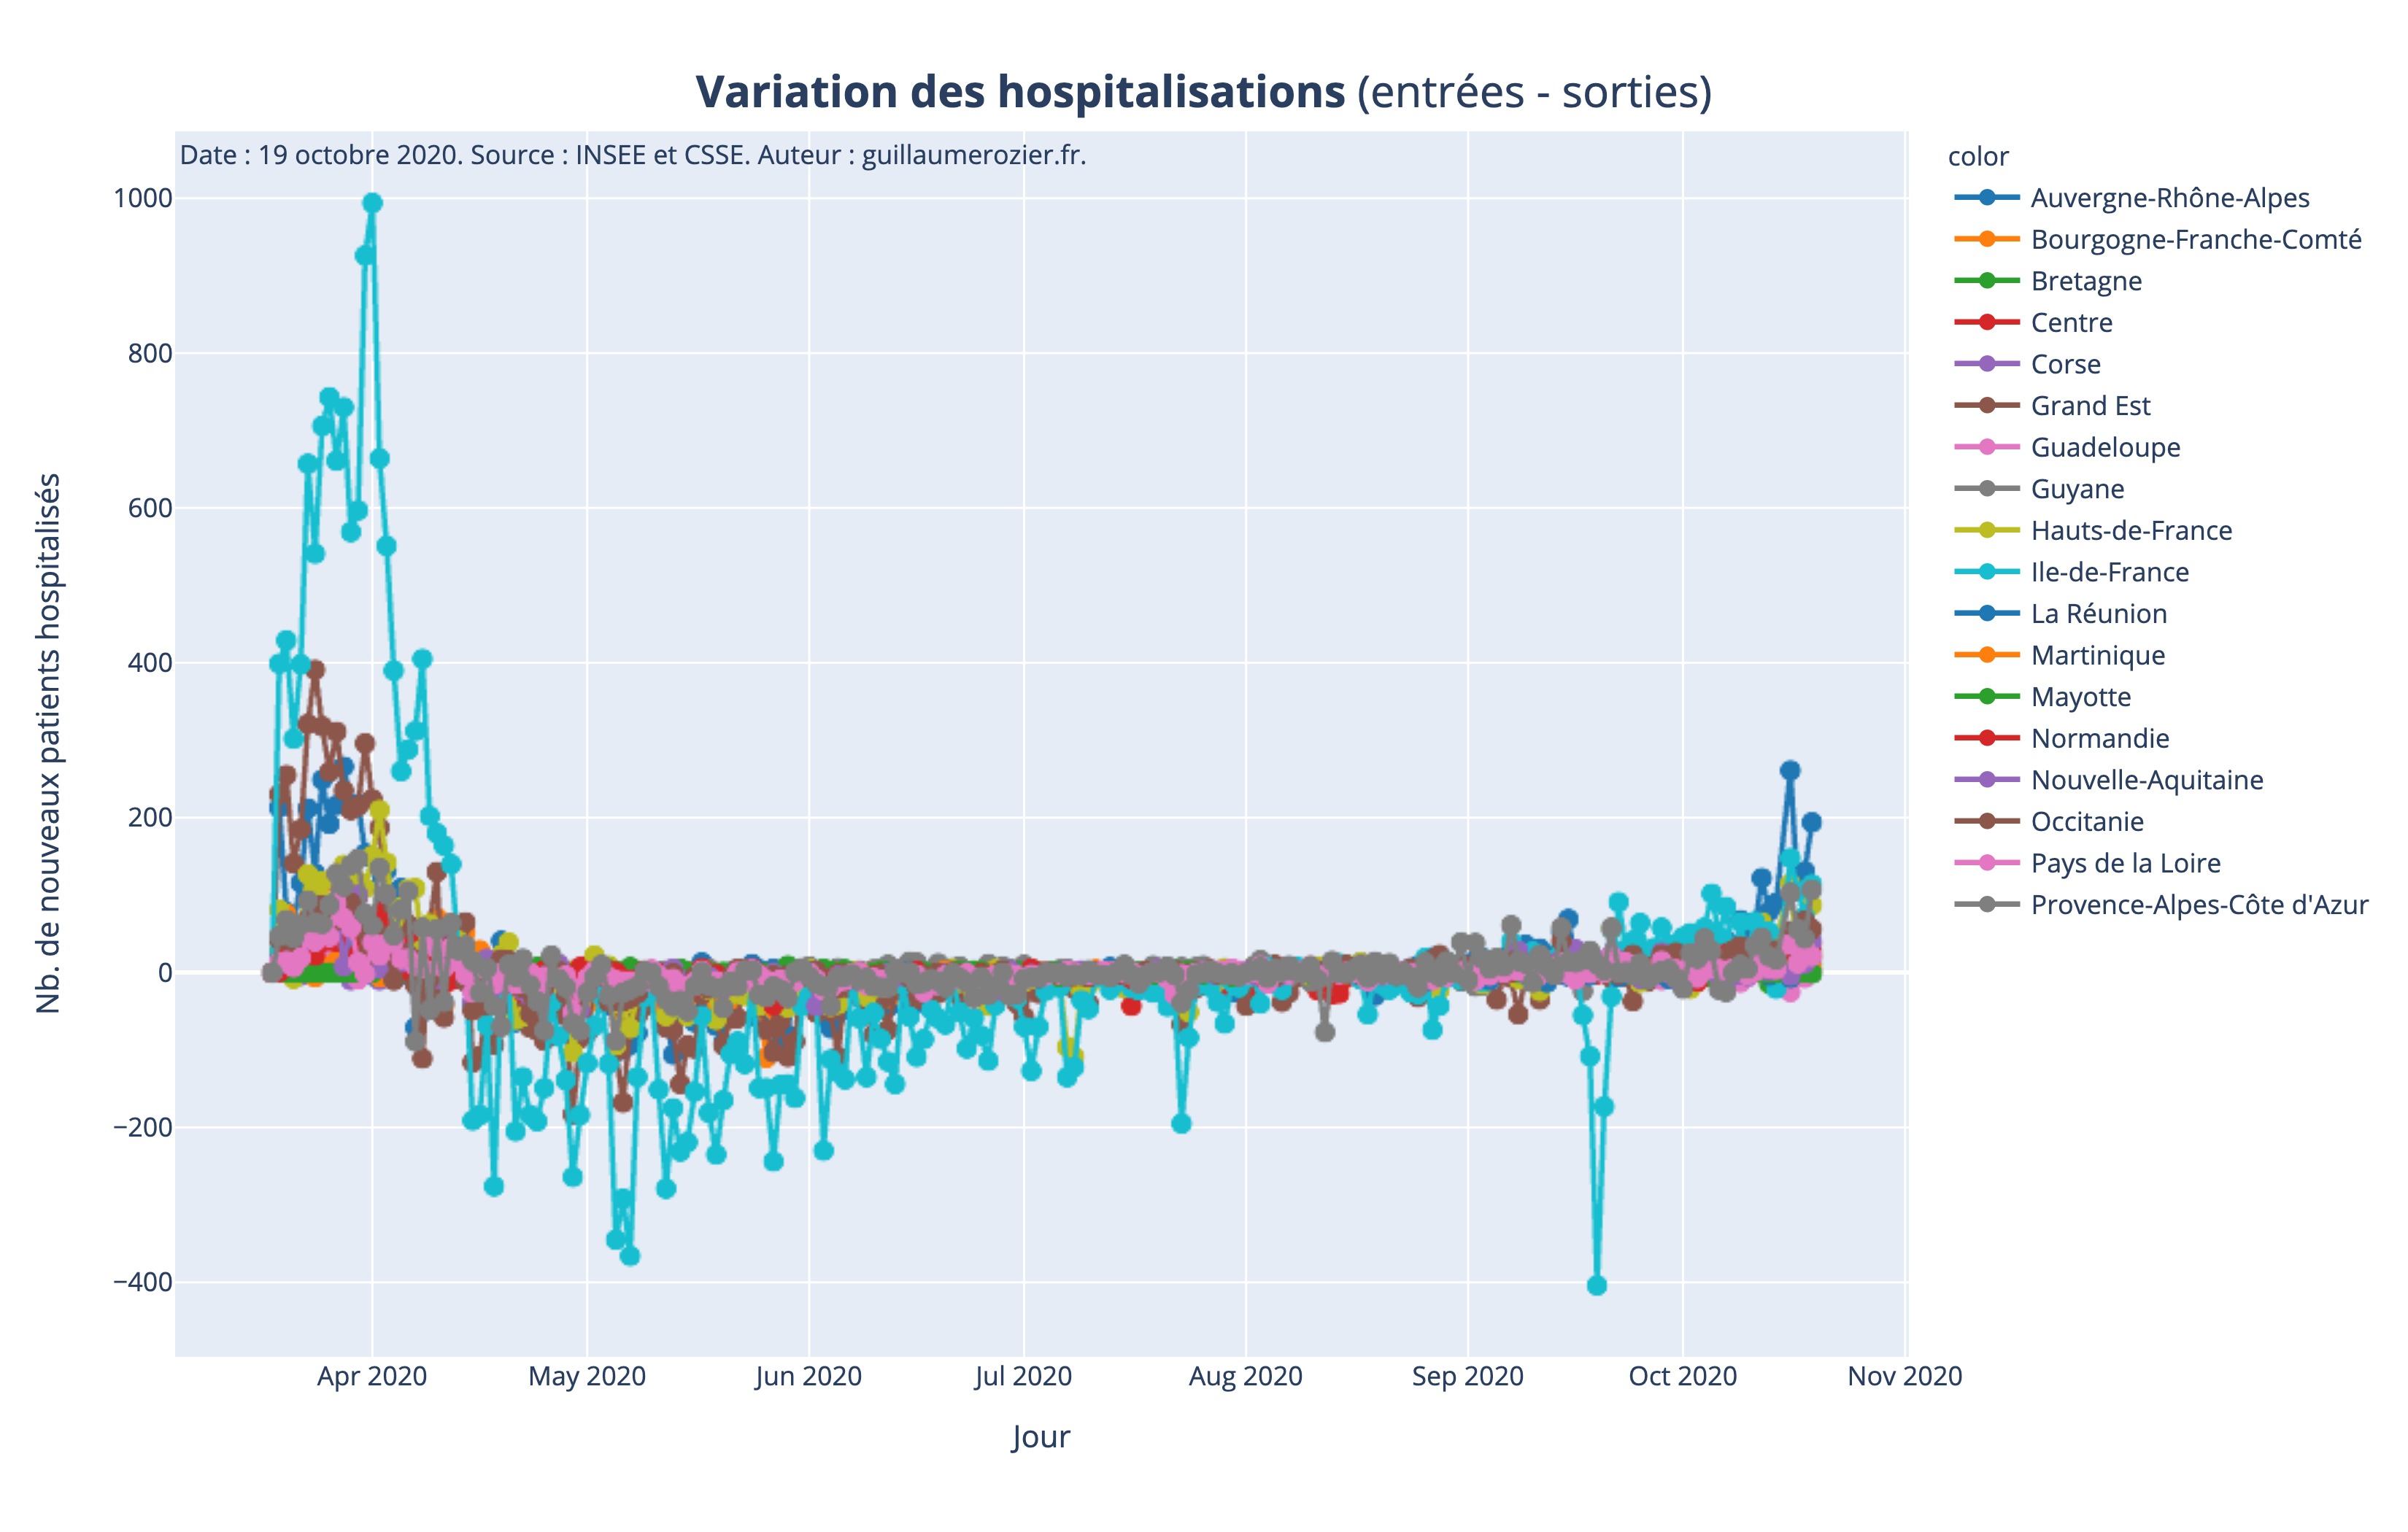 Variation des hospitalisations (entrées - sorties)
Date : 19 octobre 2020. Source : INSEE et CSSE. Auteur : guillaumerozier.fr.
Nb. de nouveaux patients hospitalisés
1000
800
600
400
200
0
−200
−400
Apr 2020
May 2020
Jun 2020
Jul 2020
Aug 2020
Sep 2020
Oct 2020
Nov 2020
Jour
color
Auvergne-Rhône-Alpes
Bourgogne-Franche-Comté
Bretagne
Centre
Corse
Grand Est
Guadeloupe
Guyane
Hauts-de-France
Ile-de-France
La Réunion
Martinique
Mayotte
Normandie
Nouvelle-Aquitaine
Occitanie
Pays de la Loire
Provence-Alpes-Côte d'Azur